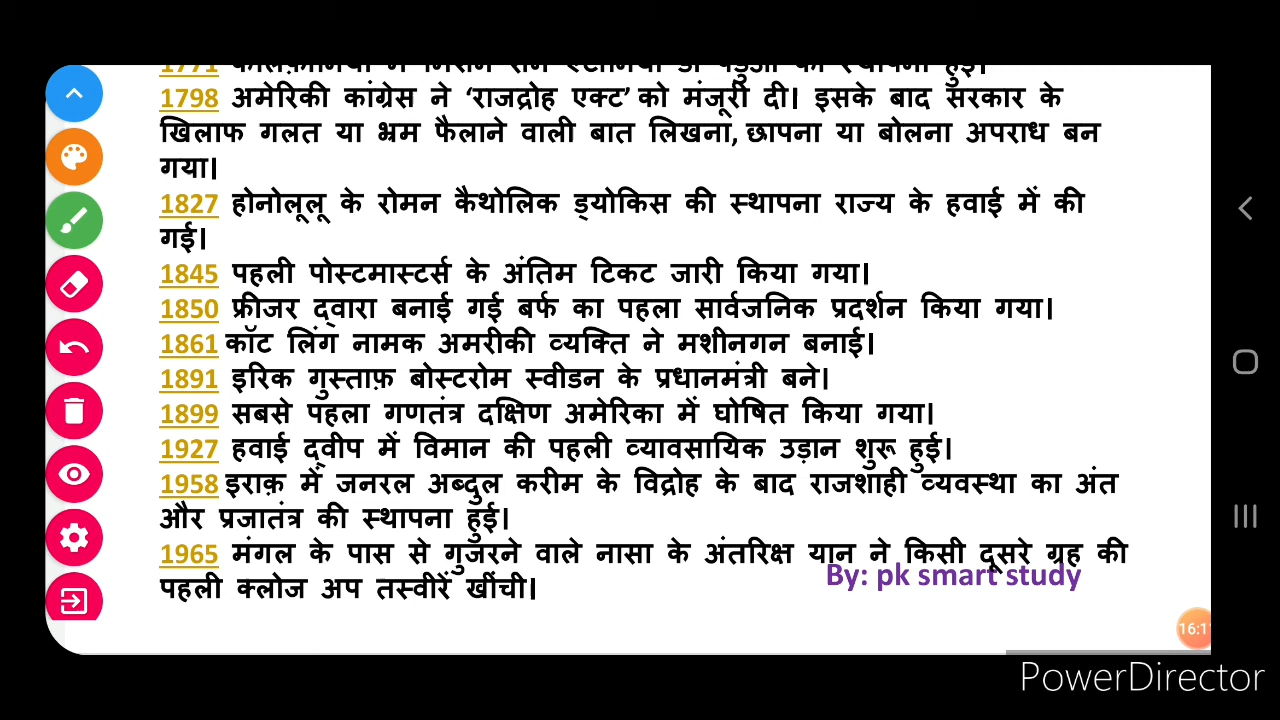 1771 कैलिफ़ोर्निया में मिशन सैन एंटोनियो डी पडुआ की स्थापना हुई।
1798 अमेरिकी कांग्रेस ने ‘राजद्रोह एक्ट’ को मंजूरी दी। इसके बाद सरकार के
खिलाफ गलत या भ्रम फैलाने वाली बात लिखना, छापना या बोलना अपराध बन
गया।
1827 होनोलूलू के रोमन कैथोलिक ड्योकिस की स्थापना राज्य के हवाई में की
गई।
1845 पहली पोस्टमास्टर्स के अंतिम टिकट जारी किया गया।
1850 फ्रीजर द्वारा बनाई गई बर्फ का पहला सार्वजनिक प्रदर्शन किया गया।
1861 कॉट लिंग नामक अमरीकी व्यक्ति ने मशीनगन बनाई।
1891 इरिक गुस्ताफ़ बोस्टरोम स्वीडन के प्रधानमंत्री बने।
1899 सबसे पहला गणतंत्र दक्षिण अमेरिका में घोषित किया गया।
1927 हवाई द्वीप में विमान की पहली व्यावसायिक उड़ान शुरू हुई।
1958 इराक़ में जनरल अब्दुल करीम के विद्रोह के बाद राजशाही व्यवस्था का अंत
और प्रजातंत्र की स्थापना हुई।
1965 मंगल के पास से गुजरने वाले नासा के अंतरिक्ष यान ने किसी दूसरे ग्रह की
पहली क्लोज अप तस्वीरें खींची।
By: pk smart study
PowerDirector